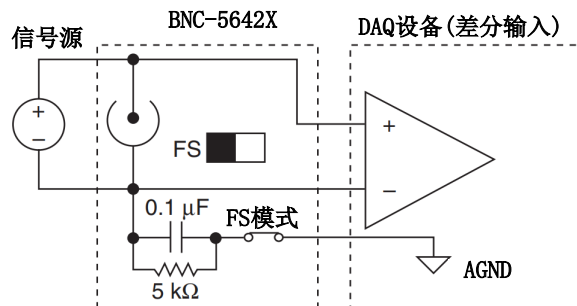 BNC-5642X
DAQ设备(差分输入)
信号源
+
−
+
−
FS
0.1 μF
FS模式
5 kΩ
AGND